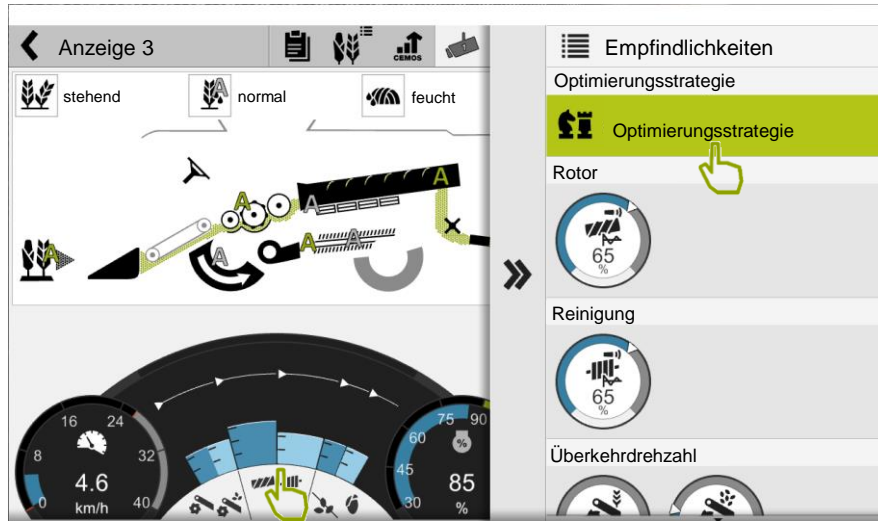 Anzeige 3
CEMOS
stehend
normal
feucht
A
A
A
A
A
A
A
A
8
16
24
32
40
0
4.6
km/h
30
45
60
75
90
%
85
%
Empfindlichkeiten
Optimierungsstrategie
Optimierungsstrategie
Rotor
65
%
Reinigung
65
%
Überkehrdrehzahl